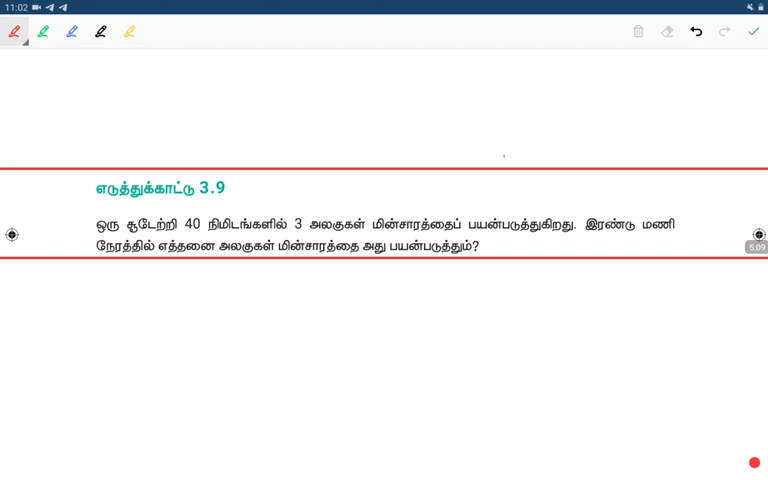 11:02
எடுத்துக்காட்டு 3.9
ஒரு சூடேற்றி 40 நிமிடங்களில் 3 அலகுகள் மின்சாரத்தைப் பயன்படுத்துகிறது. இரண்டு மணி
நேரத்தில் எத்தனை அலகுகள் மின்சாரத்தை அது பயன்படுத்தும்?
5:09